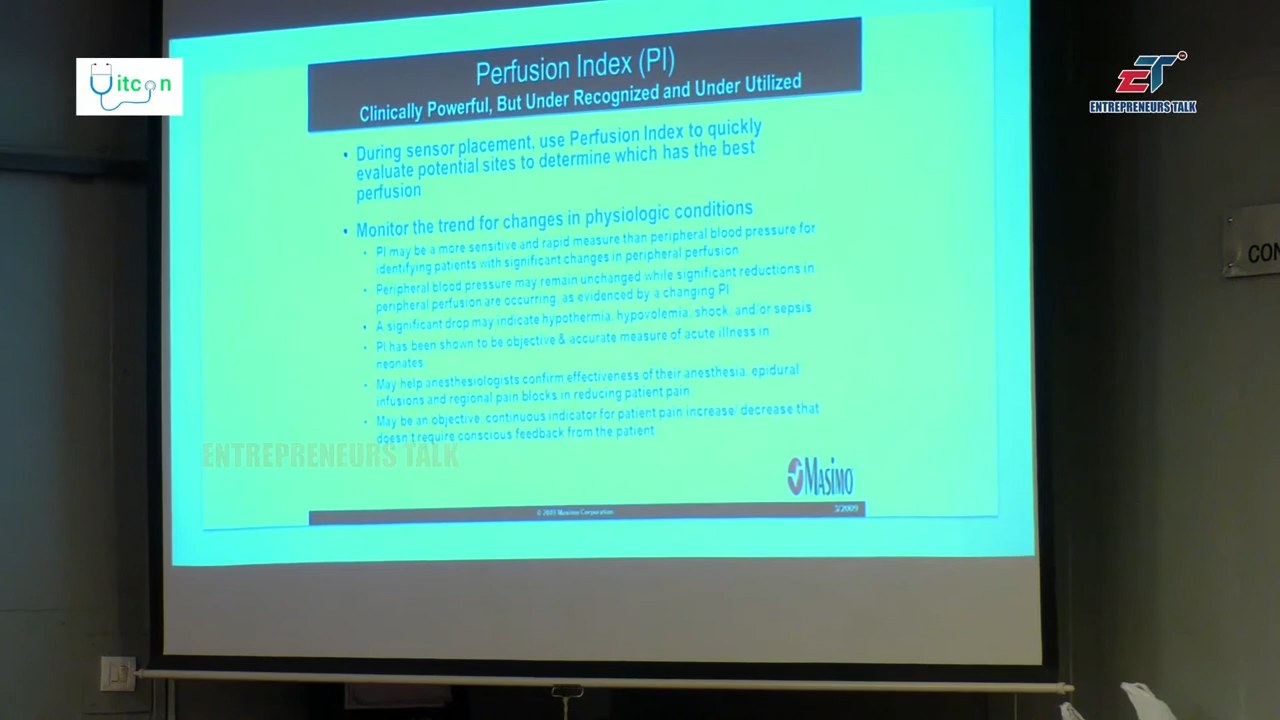 itcon
ET
ENTREPRENEURS TALK
Perfusion Index (PI)
Clinically Powerful, But Under Recognized and Under Utilized
• During sensor placement, use Perfusion Index to quickly
evaluate potential sites to determine which has the best
perfusion
• Monitor the trend for changes in physiologic conditions
• PI may be a more sensitive and rapid measure than peripheral blood pressure for
identifying patients with significant changes in peripheral perfusion
• Peripheral blood pressure may remain unchanged while significant reductions in
peripheral perfusion are occurring, as evidenced by a changing PI
• A significant drop may indicate hypothermia, hypovolemia, shock, and/or sepsis
• PI has been shown to be objective & accurate measure of acute illness in
neonates
• May help anesthesiologists confirm effectiveness of their anesthesia, epidural
infusions and regional pain blocks in reducing patient pain
• May be an objective, continuous indicator for patient pain increase/ decrease that
doesn't require conscious feedback from the patient
ENTREPRENEURS TALK
MASIMO
Masimo Corporation
CON